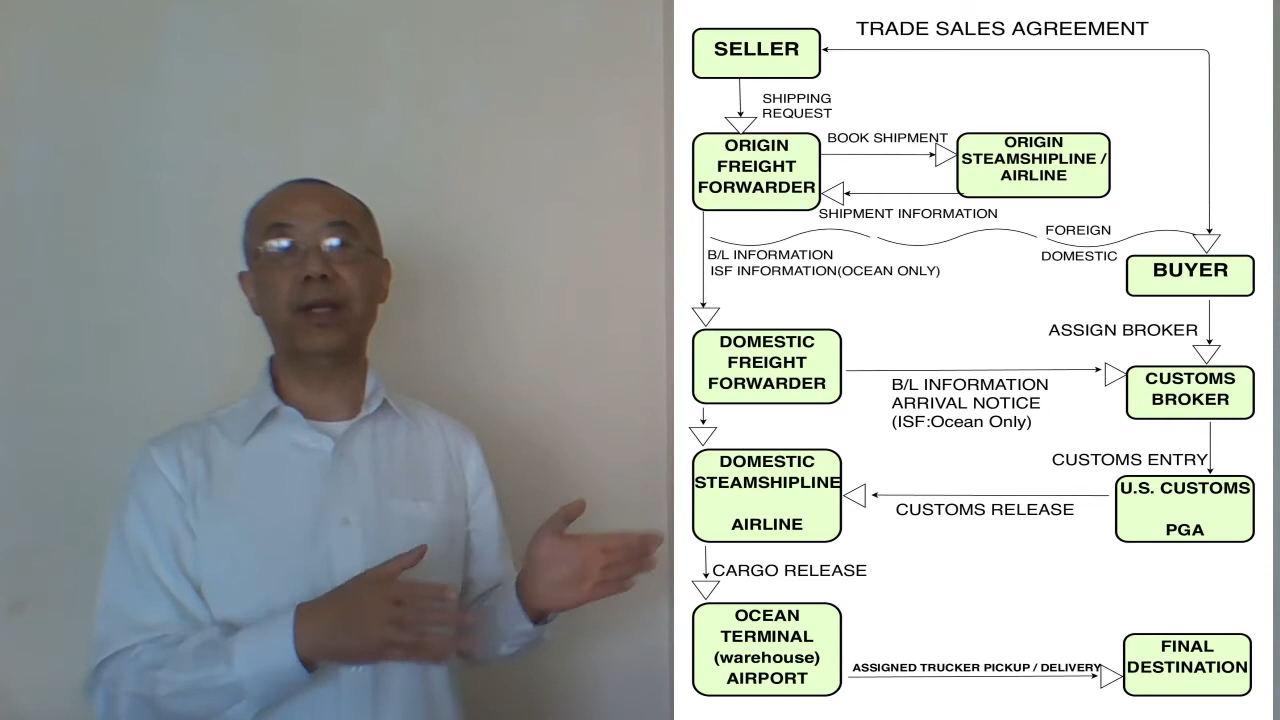 TRADE SALES AGREEMENT
SELLER
SHIPPING
REQUEST
ORIGIN
FREIGHT
FORWARDER
BOOK SHIPMENT
ORIGIN
STEAMSHIPLINE /
AIRLINE
SHIPMENT INFORMATION
FOREIGN
DOMESTIC
B/L INFORMATION
ISF INFORMATION(OCEAN ONLY)
BUYER
ASSIGN BROKER
DOMESTIC
FREIGHT
FORWARDER
B/L INFORMATION
ARRIVAL NOTICE
(ISF:Ocean Only)
CUSTOMS
BROKER
CUSTOMS ENTRY
DOMESTIC
STEAMSHIPLINE
AIRLINE
CUSTOMS RELEASE
U.S. CUSTOMS
PGA
CARGO RELEASE
OCEAN
TERMINAL
(warehouse)
AIRPORT
ASSIGNED TRUCKER PICKUP / DELIVERY
FINAL
DESTINATION